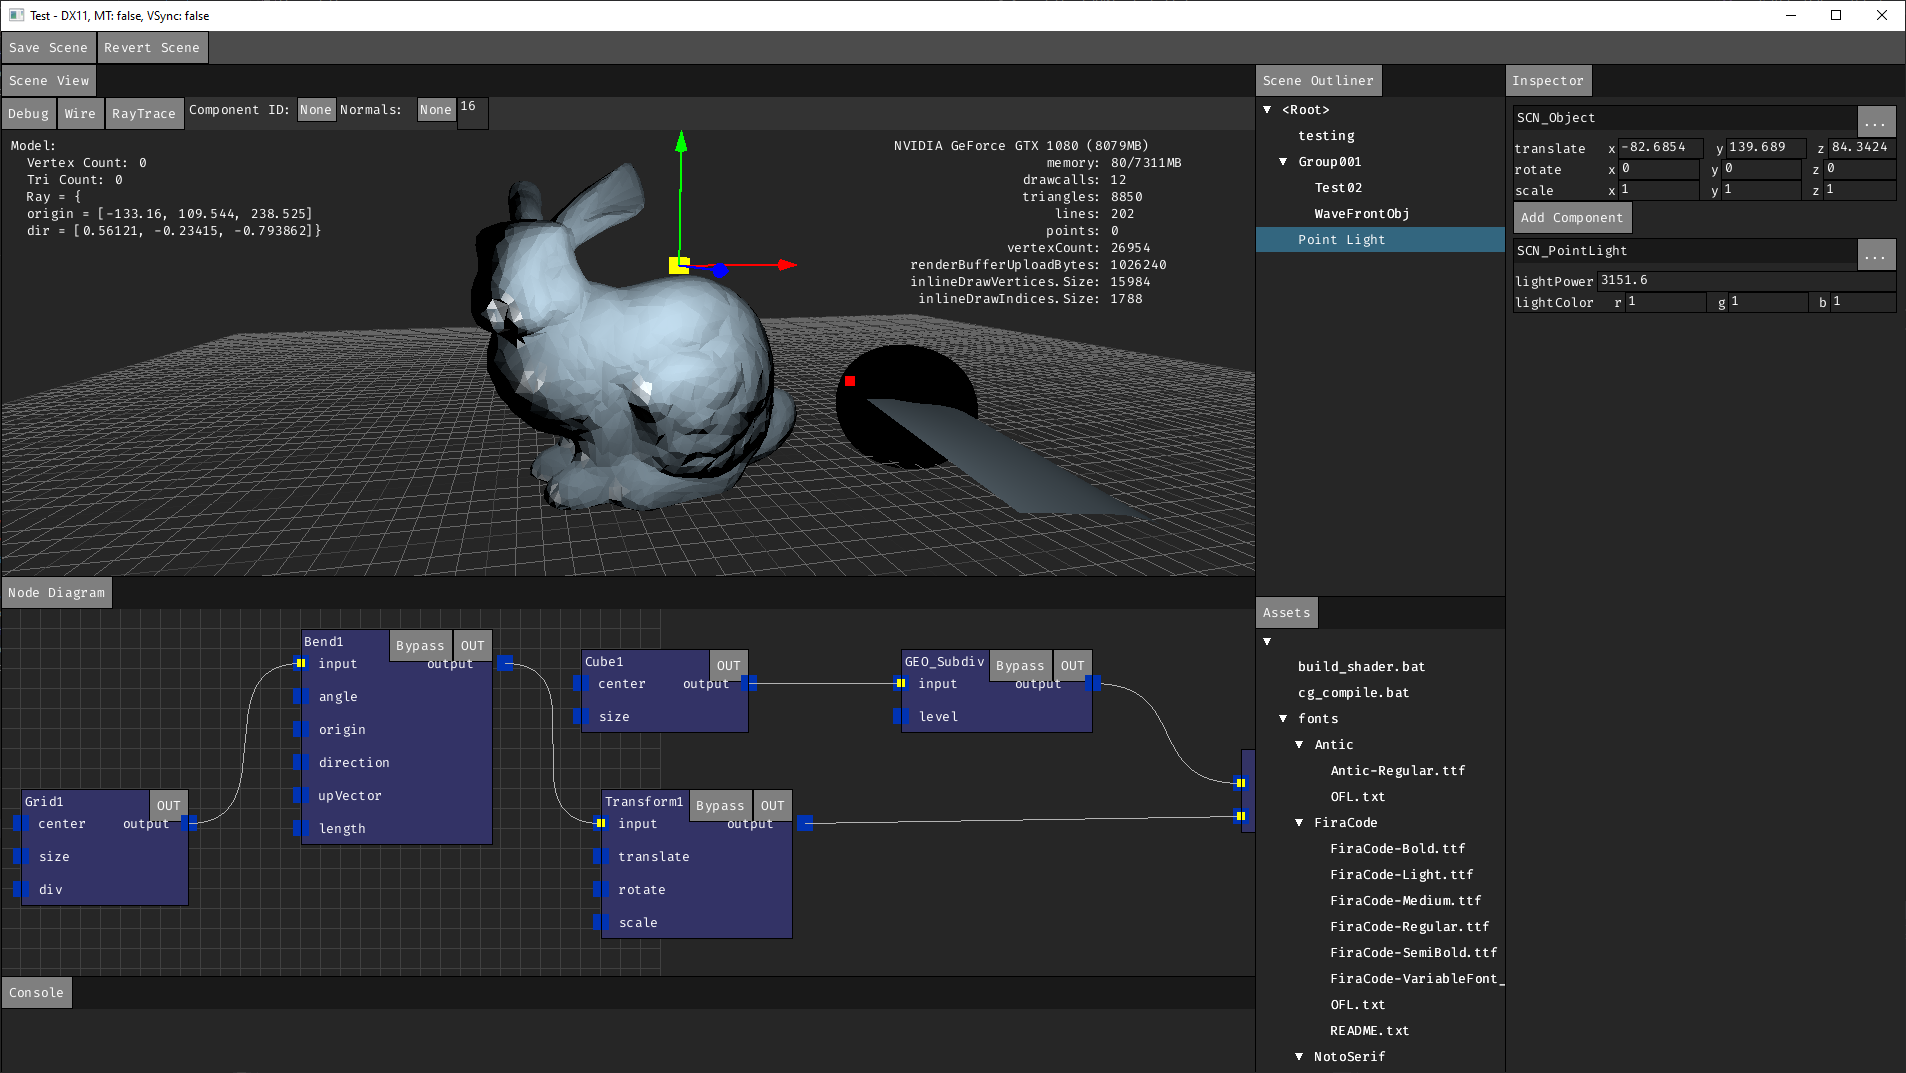 Test - DX11, MT: false, VSync: false
Save Scene Revert Scene
Scene View
Debug Wire RayTrace Component ID: None Normals: None 16
Model:
Vertex Count: 0
Tri Count: 0
Ray = {
origin = [-133.16, 109.544, 238.525]
dir = [0.56121, -0.23415, -0.793862]}
NVIDIA GeForce GTX 1080 (8079MB)
memory: 80/7311MB
drawcalls: 12
triangles: 8850
lines: 202
points: 0
vertexCount: 26954
renderBufferUploadBytes: 1026240
inlineDrawVertices.Size: 15984
inlineDrawIndices.Size: 1788
Scene Outliner
<Root>
testing
Group001
Test02
WaveFrontObj
Point Light
Inspector
SCN_Object ...
translate x -82.6854 y 139.689 z 84.3424
rotate x 0 y 0 z 0
scale x 1 y 1 z 1
Add Component
SCN_PointLight ...
lightPower 3151.6
lightColor r 1 g 1 b 1
Node Diagram
Grid1 OUT
center output
size
div
Bend1 Bypass OUT
input output
angle
origin
direction
upVector
length
Cube1 OUT
center output
size
Transform1 Bypass OUT
input output
translate
rotate
scale
GEO_Subdiv Bypass OUT
input output
level
Assets
build_shader.bat
cg_compile.bat
fonts
Antic
Antic-Regular.ttf
OFL.txt
FiraCode
FiraCode-Bold.ttf
FiraCode-Light.ttf
FiraCode-Medium.ttf
FiraCode-Regular.ttf
FiraCode-SemiBold.ttf
FiraCode-VariableFont_
OFL.txt
README.txt
NotoSerif
Console